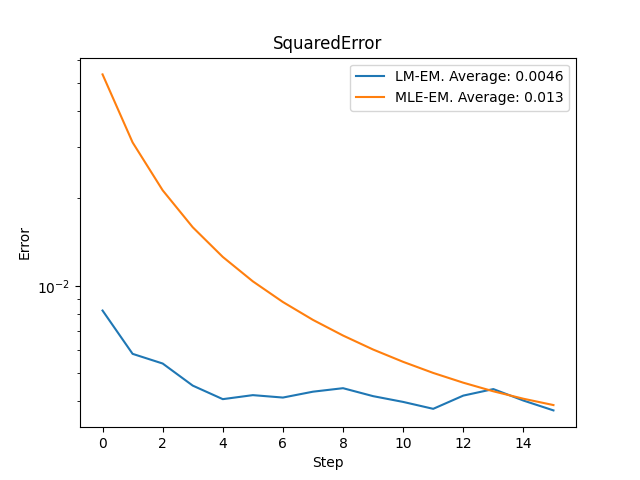 SquaredError
LM-EM. Average: 0.0046
MLE-EM. Average: 0.013
Error
10⁻²
0 2 4 6 8 10 12 14
Step